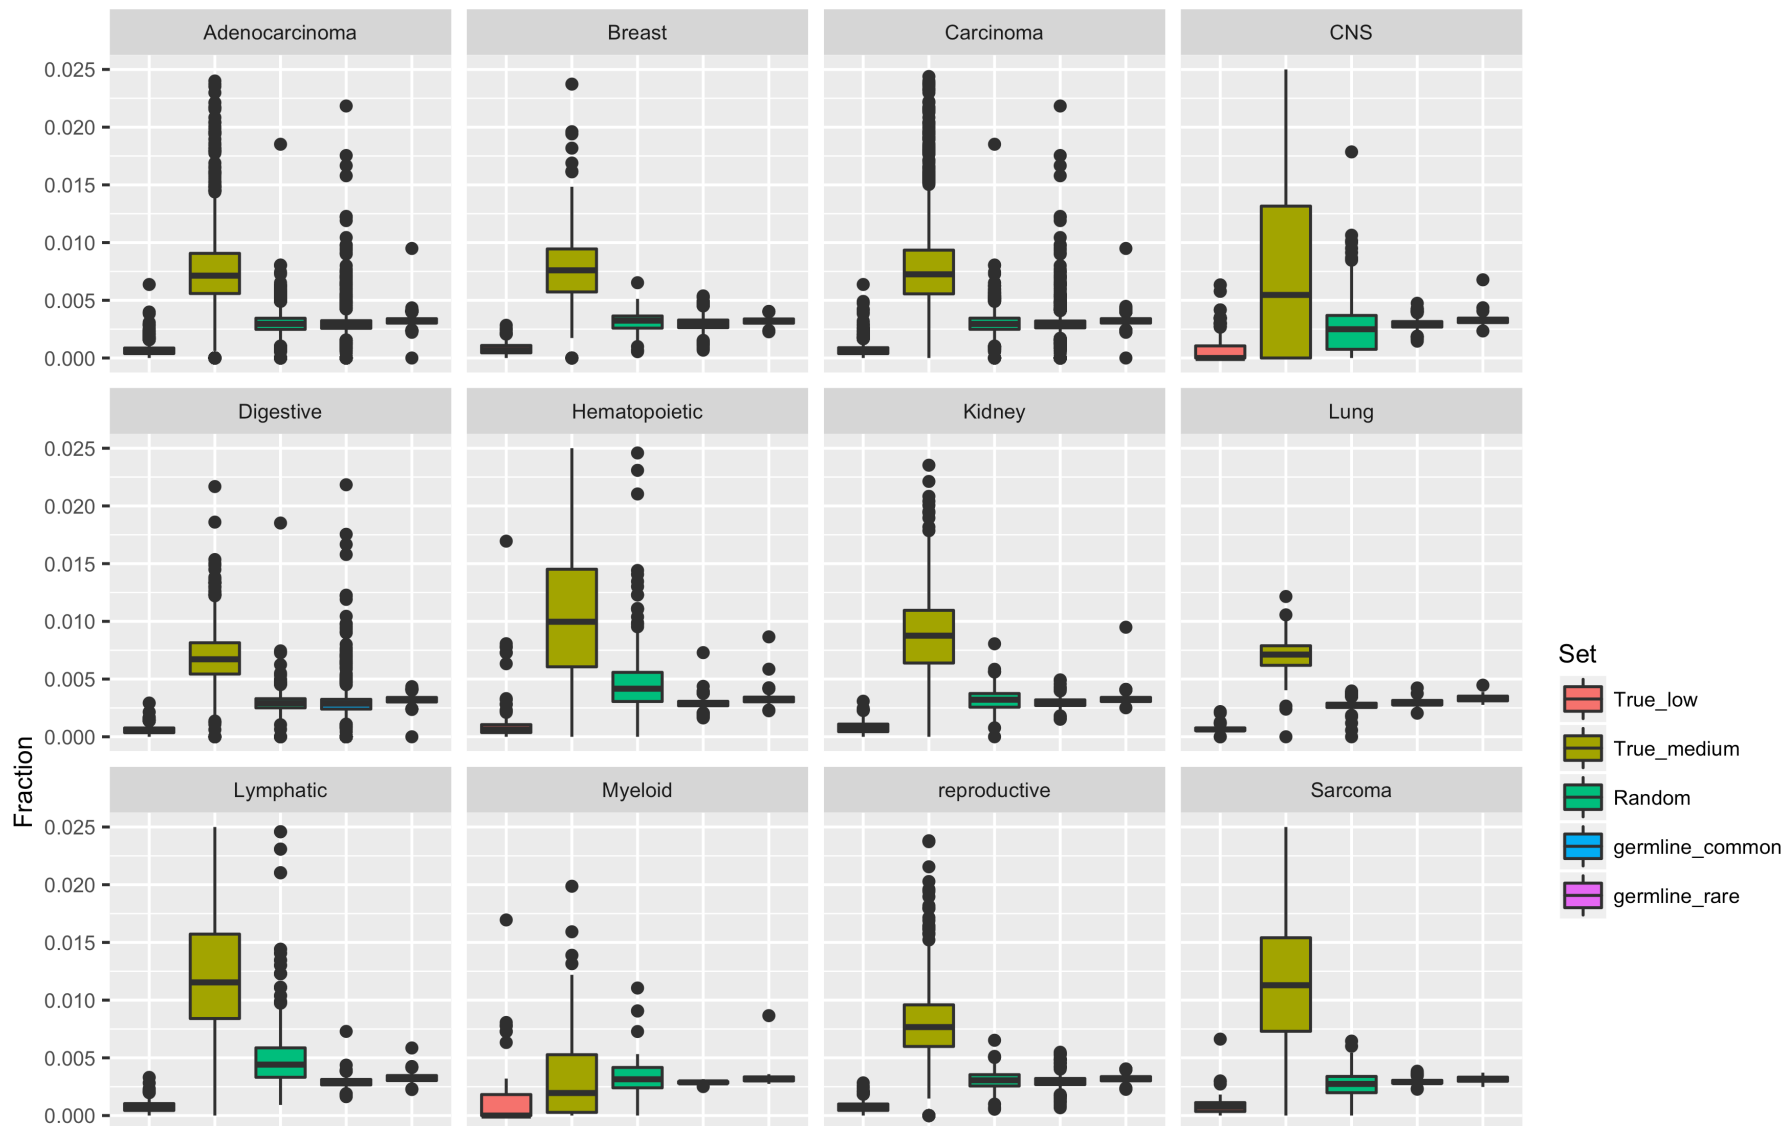 Adenocarcinoma Breast Carcinoma CNS
0.025
0.020
0.015
0.010
0.005
0.000
Digestive Hematopoietic Kidney Lung
0.025
0.020
0.015
0.010
0.005
0.000
Lymphatic Myeloid reproductive Sarcoma
0.025
0.020
0.015
0.010
0.005
0.000
Fraction
Set
True_low
True_medium
Random
germline_common
germline_rare